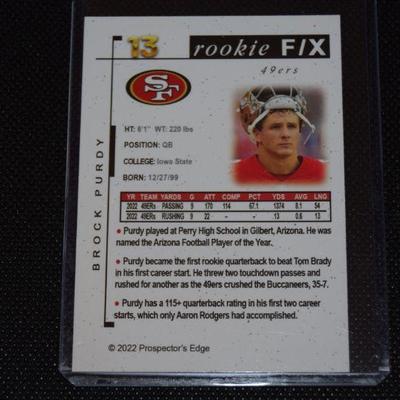 13
rookie F/X
49ers
SF
BROCK PURDY
HT: 6'1" WT: 220 lbs
POSITION: QB
COLLEGE: Iowa State
BORN: 12/27/99
YR TEAM YARDS G ATT COMP PCT YDS AVG LNG
2022 49ERs PASSING 9 170 114 67.1 1374 8.1 54
2022 49ERs RUSHING 9 22 - - 13 0.6 13
• Purdy played at Perry High School in Gilbert, Arizona. He was
named the Arizona Football Player of the Year.
• Purdy became the first rookie quarterback to beat Tom Brady
in his first career start. He threw two touchdown passes and
rushed for another as the 49ers crushed the Buccaneers, 35-7.
• Purdy has a 115+ quarterback rating in his first two career
starts, which only Aaron Rodgers had accomplished.
© 2022 Prospector's Edge